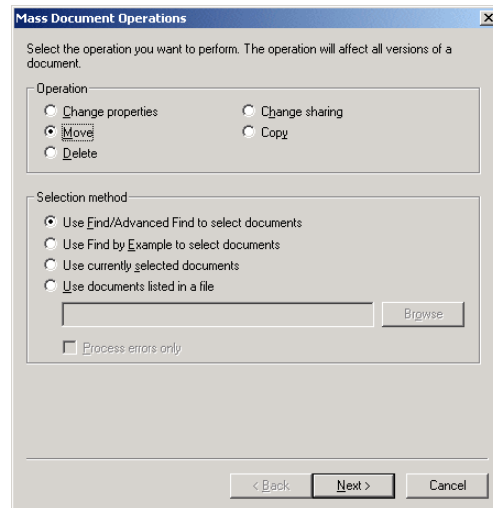 Mass Document Operations
Select the operation you want to perform. The operation will affect all versions of a
document.
Operation
Change properties
Change sharing
Move
Copy
Delete
Selection method
Use Find/Advanced Find to select documents
Use Find by Example to select documents
Use currently selected documents
Use documents listed in a file
Browse
Process errors only
< Back
Next >
Cancel